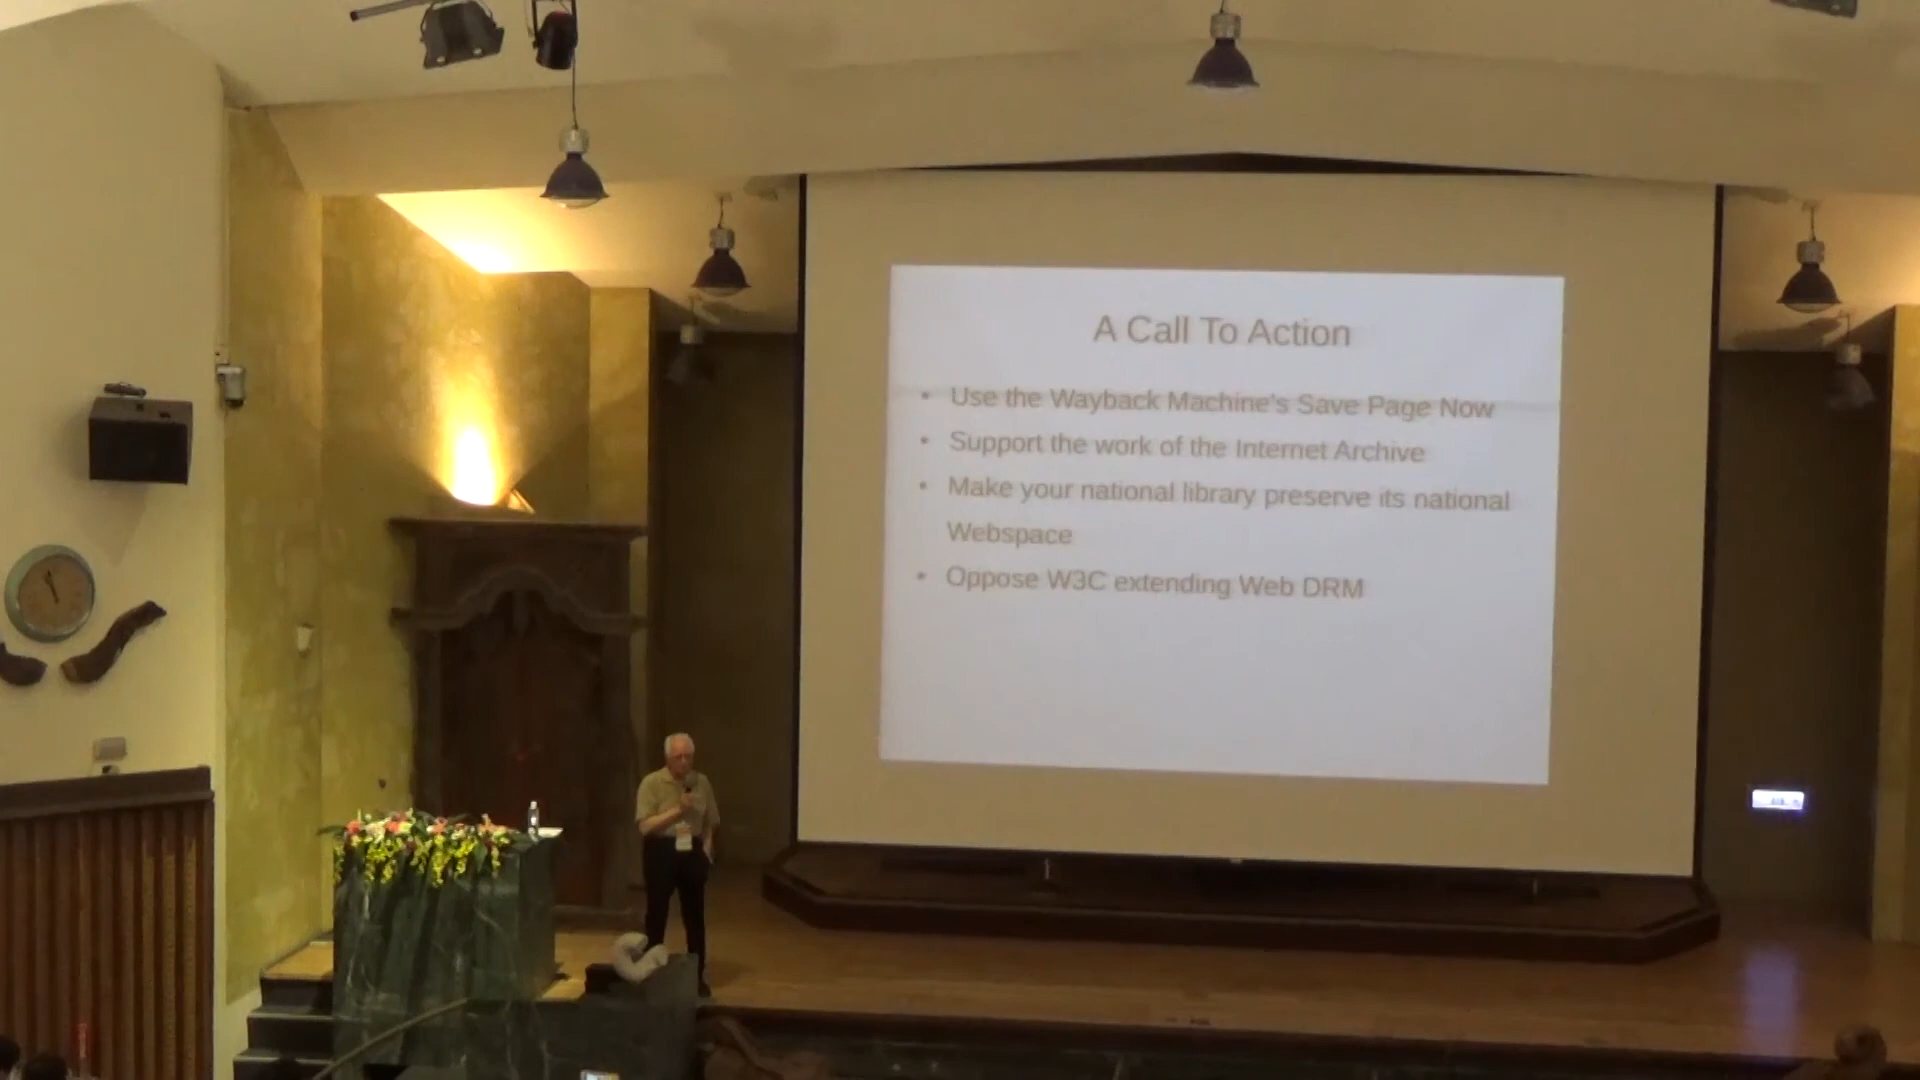 A Call To Action
• Use the Wayback Machine's Save Page Now
• Support the work of the Internet Archive
• Make your national library preserve its national
Webspace
• Oppose W3C extending Web DRM